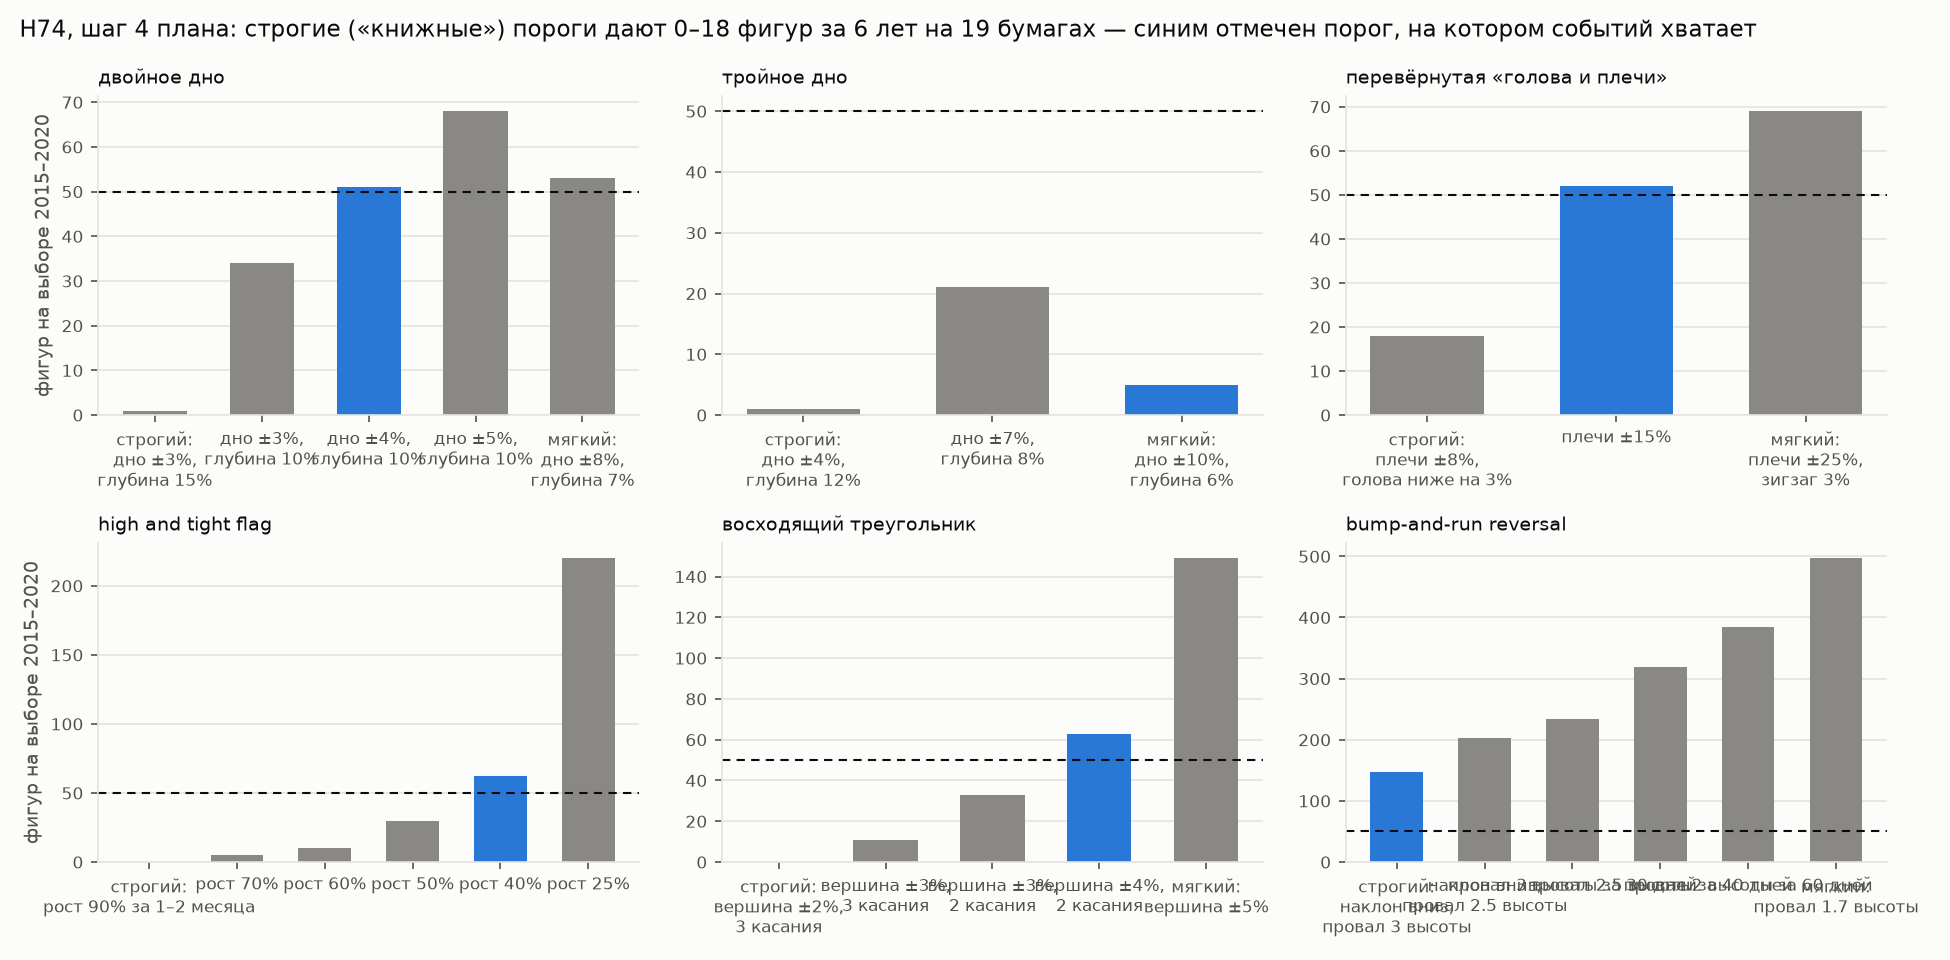 H74, шаг 4 плана: строгие («книжные») пороги дают 0–18 фигур за 6 лет на 19 бумагах — синим отмечен порог, на котором событий хватает
двойное дно
фигур на выборе 2015–2020
70
60
50
40
30
20
10
0
строгий:
дно ±3%,
глубина 15%
дно ±3%,
глубина 10%
дно ±4%,
глубина 10%
дно ±5%,
глубина 10%
мягкий:
дно ±8%,
глубина 7%
тройное дно
50
40
30
20
10
0
строгий:
дно ±4%,
глубина 12%
дно ±7%,
глубина 8%
мягкий:
дно ±10%,
глубина 6%
перевёрнутая «голова и плечи»
70
60
50
40
30
20
10
0
строгий:
плечи ±8%,
голова ниже на 3%
плечи ±15%
мягкий:
плечи ±25%,
зигзаг 3%
high and tight flag
фигур на выборе 2015–2020
200
150
100
50
0
строгий:
рост 90% за 1–2 месяца
рост 70%
рост 60%
рост 50%
рост 40%
рост 25%
восходящий треугольник
140
120
100
80
60
40
20
0
строгий:
вершина ±2%,
3 касания
вершина ±3%,
3 касания
вершина ±3%,
2 касания
вершина ±4%,
2 касания
мягкий:
вершина ±5%
bump-and-run reversal
500
400
300
200
100
0
строгий:
наклон вниз,
провал 3 высоты
провал 2.5 высоты
мягкий:
провал 1.7 высоты